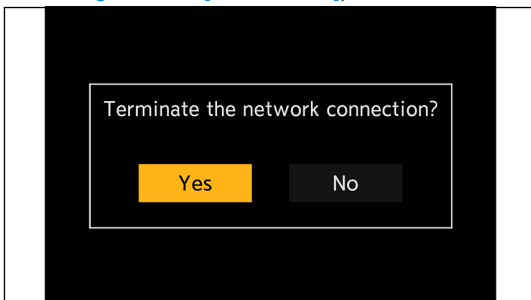 Terminate the network connection?
Yes
No